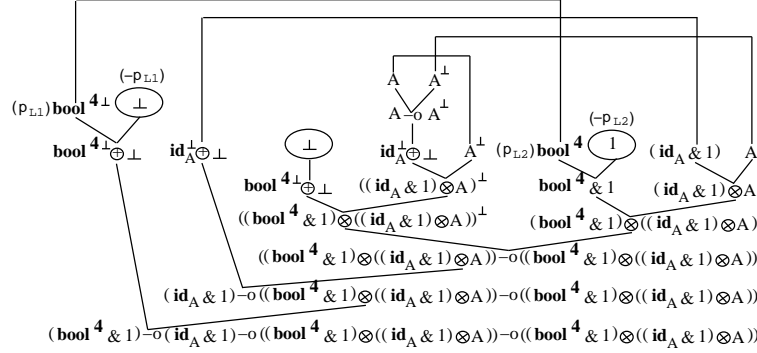 (-p_L1) A A^⊥ (-p_L2)
(p_L1) bool^4⊥ ⊥ A -o A^⊥
bool^4⊥ ⊕ ⊥ id_A^⊥ ⊕ ⊥ ⊥ id_A^⊥ ⊕ ⊥ A^⊥ (p_L2) bool^4 1 (id_A & 1) A
bool^4⊥ ⊕ ⊥ ((id_A & 1)⊗A)^⊥ bool^4 & 1 (id_A & 1)⊗A
((bool^4 & 1)⊗((id_A & 1)⊗A))^⊥ (bool^4 & 1)⊗((id_A & 1)⊗A)
((bool^4 & 1)⊗((id_A & 1)⊗A))-o((bool^4 & 1)⊗((id_A & 1)⊗A))
(id_A & 1)-o((bool^4 & 1)⊗((id_A & 1)⊗A))-o((bool^4 & 1)⊗((id_A & 1)⊗A))
(bool^4 & 1)-o(id_A & 1)-o((bool^4 & 1)⊗((id_A & 1)⊗A))-o((bool^4 & 1)⊗((id_A & 1)⊗A))